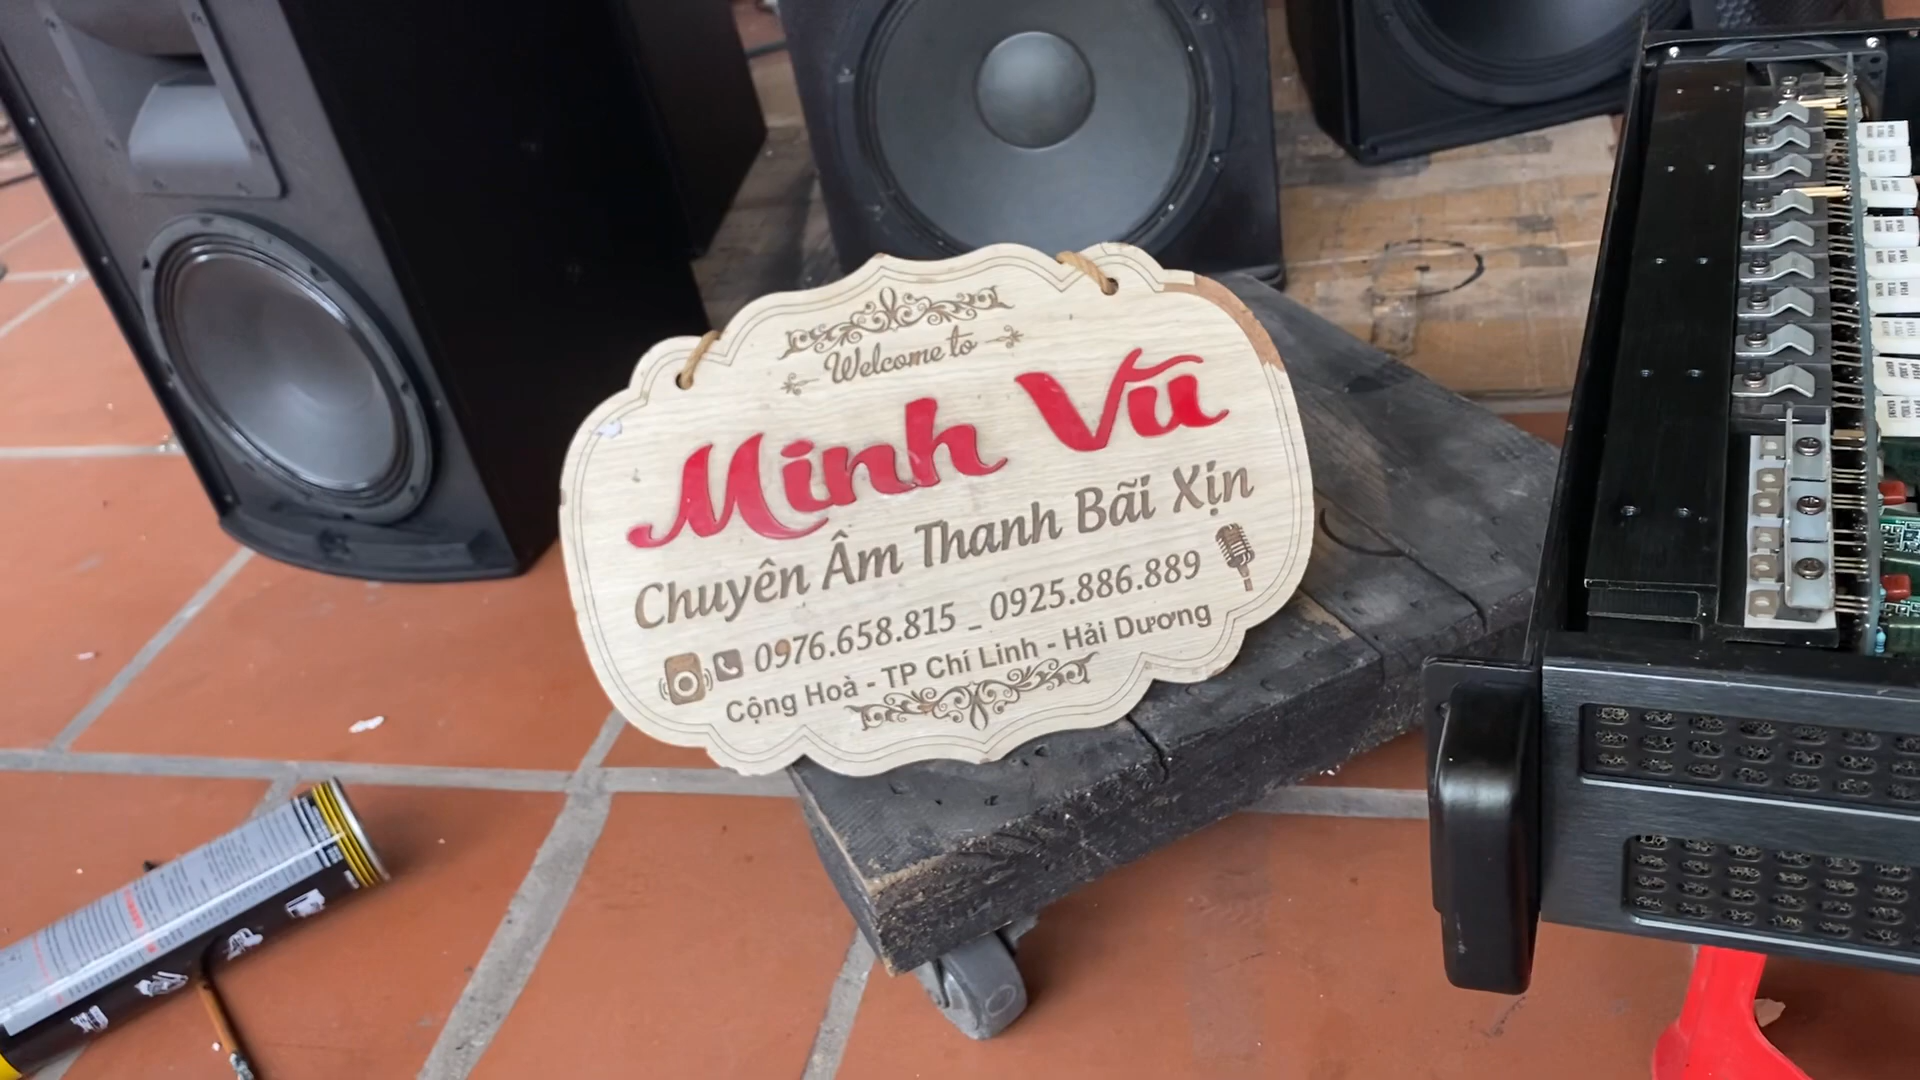 Welcome to
Minh Vũ
Chuyên Âm Thanh Bãi Xịn
0976.658.815 _ 0925.886.889
Cộng Hoà - TP Chí Linh - Hải Dương